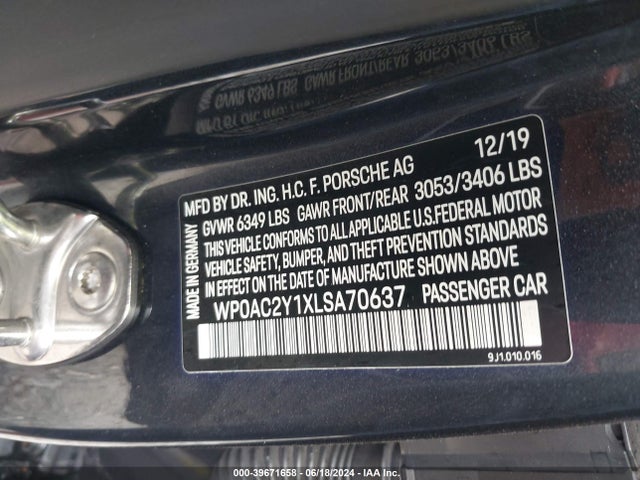 12/19
MFD BY DR. ING. H.C. F. PORSCHE AG
GVWR 6349 LBS GAWR FRONT/REAR 3053/3406 LBS
THIS VEHICLE CONFORMS TO ALL APPLICABLE U.S.FEDERAL MOTOR
VEHICLE SAFETY, BUMPER, AND THEFT PREVENTION STANDARDS
IN EFFECT ON THE DATE OF MANUFACTURE SHOWN ABOVE
WP0AC2Y1XLSA70637 PASSENGER CAR
MADE IN GERMANY
9J1.010.016
000-39671658 - 06/18/2024 - IAA Inc.